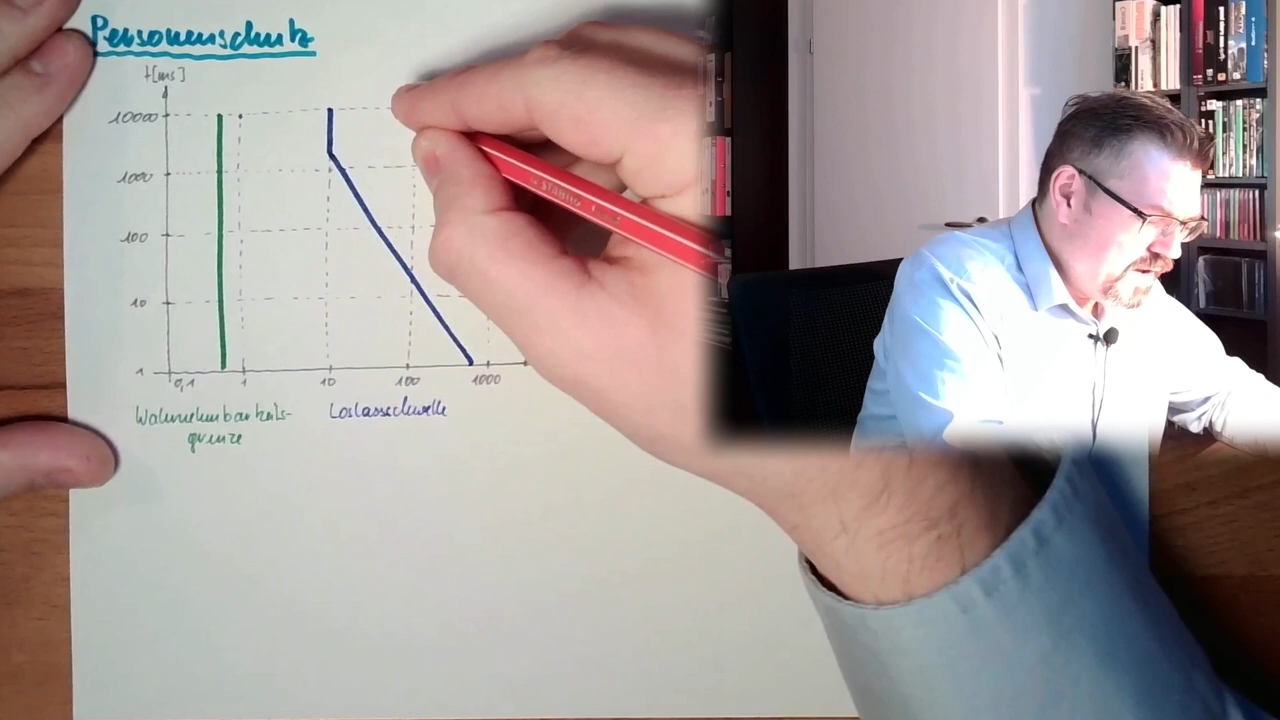 Personenschutz
t[ms]
10000
1000
100
10
1
0,1 1 10 100 1000
Wahrnehmbarkeits-
grenze
Loslassschwelle
STABILO